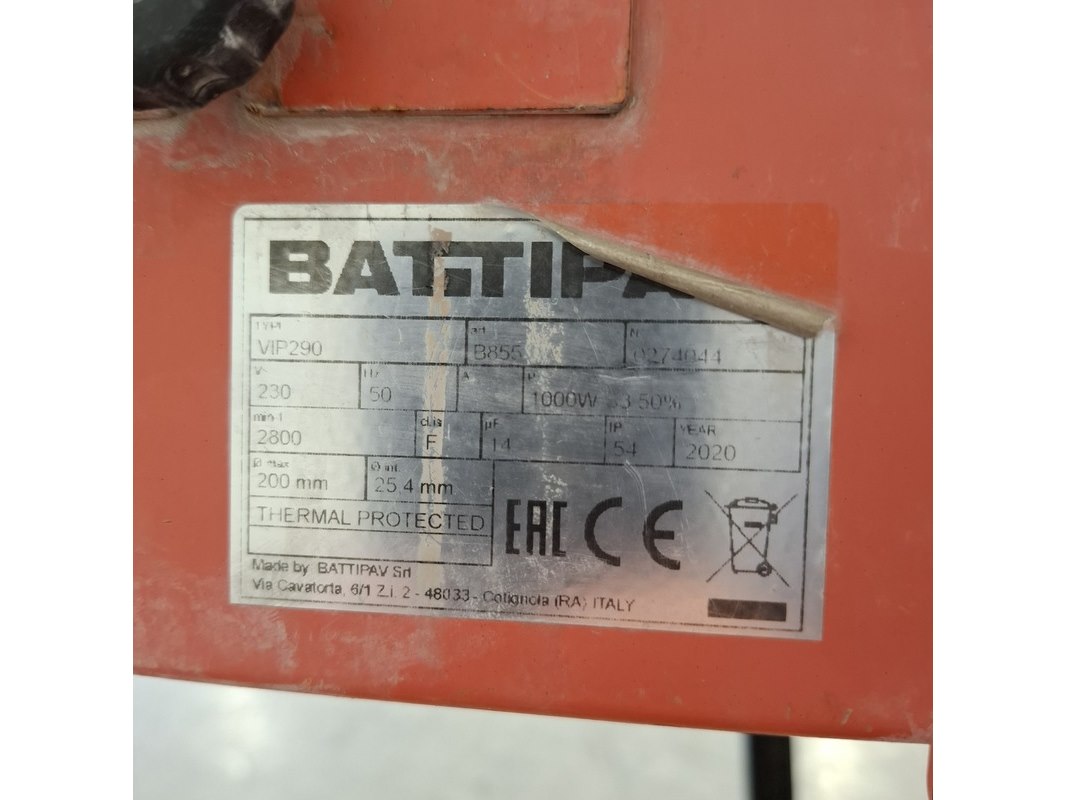 BATTIPA
TYPE VIP290 art. B855 N. 0274044
V~ 230 Hz 50 A P 1000W S3 50%
min-1 2800 clas F µF 14 IP 54 YEAR 2020
Ø max 200 mm Ø int. 25.4 mm
THERMAL PROTECTED
EAC CE
Made by BATTIPAV Srl
Via Cavatorta, 6/1 Z.i. 2 - 48033 - Cotignola (RA) ITALY